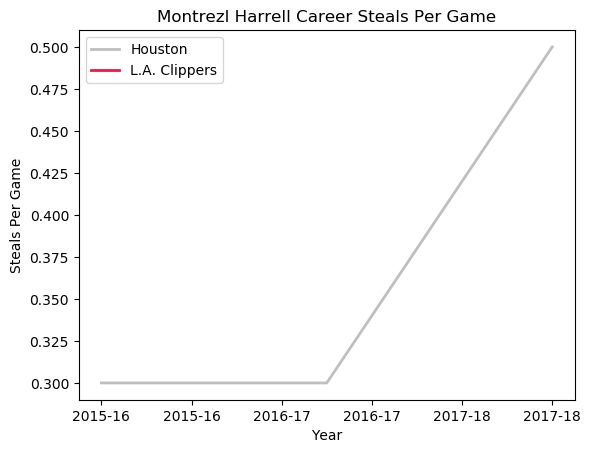 Montrezl Harrell Career Steals Per Game
Houston
L.A. Clippers
0.500
0.475
0.450
0.425
0.400
0.375
0.350
0.325
0.300
Steals Per Game
2015-16 2015-16 2016-17 2016-17 2017-18 2017-18
Year